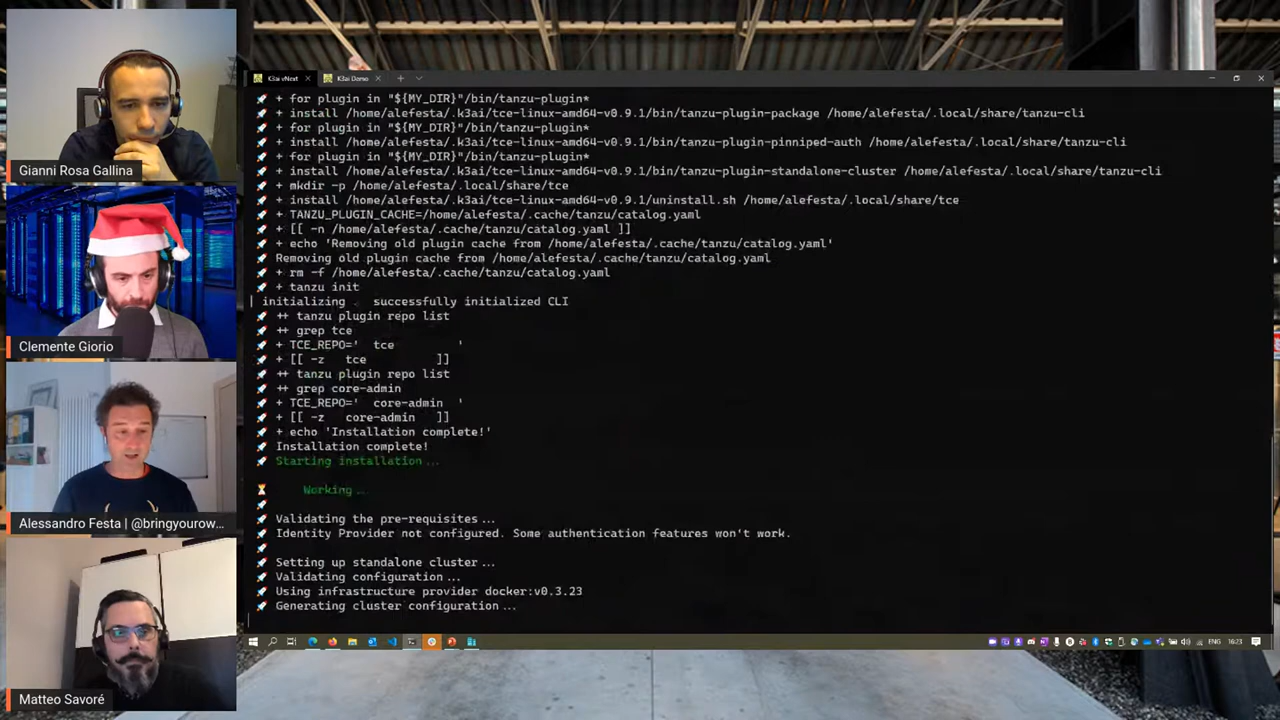 Gianni Rosa Gallina
Clemente Giorio
Alessandro Festa | @bringyourow...
Matteo Savoré
K3ai vNext
K3ai Demo
+ for plugin in "${MY_DIR}"/bin/tanzu-plugin*
+ install /home/alefesta/.k3ai/tce-linux-amd64-v0.9.1/bin/tanzu-plugin-package /home/alefesta/.local/share/tanzu-cli
+ for plugin in "${MY_DIR}"/bin/tanzu-plugin*
+ install /home/alefesta/.k3ai/tce-linux-amd64-v0.9.1/bin/tanzu-plugin-pinniped-auth /home/alefesta/.local/share/tanzu-cli
+ for plugin in "${MY_DIR}"/bin/tanzu-plugin*
+ install /home/alefesta/.k3ai/tce-linux-amd64-v0.9.1/bin/tanzu-plugin-standalone-cluster /home/alefesta/.local/share/tanzu-cli
+ mkdir -p /home/alefesta/.local/share/tce
+ install /home/alefesta/.k3ai/tce-linux-amd64-v0.9.1/uninstall.sh /home/alefesta/.local/share/tce
+ TANZU_PLUGIN_CACHE=/home/alefesta/.cache/tanzu/catalog.yaml
+ [[ -n /home/alefesta/.cache/tanzu/catalog.yaml ]]
+ echo 'Removing old plugin cache from /home/alefesta/.cache/tanzu/catalog.yaml'
Removing old plugin cache from /home/alefesta/.cache/tanzu/catalog.yaml
+ rm -f /home/alefesta/.cache/tanzu/catalog.yaml
+ tanzu init
| initializing . successfully initialized CLI
++ tanzu plugin repo list
++ grep tce
+ TCE_REPO=' tce '
+ [[ -z tce ]]
++ tanzu plugin repo list
++ grep core-admin
+ TCE_REPO=' core-admin '
+ [[ -z core-admin ]]
+ echo 'Installation complete!'
Installation complete!
Starting installation...
Working…
Validating the pre-requisites...
Identity Provider not configured. Some authentication features won't work.
Setting up standalone cluster...
Validating configuration...
Using infrastructure provider docker:v0.3.23
Generating cluster configuration...
ENG
16:23